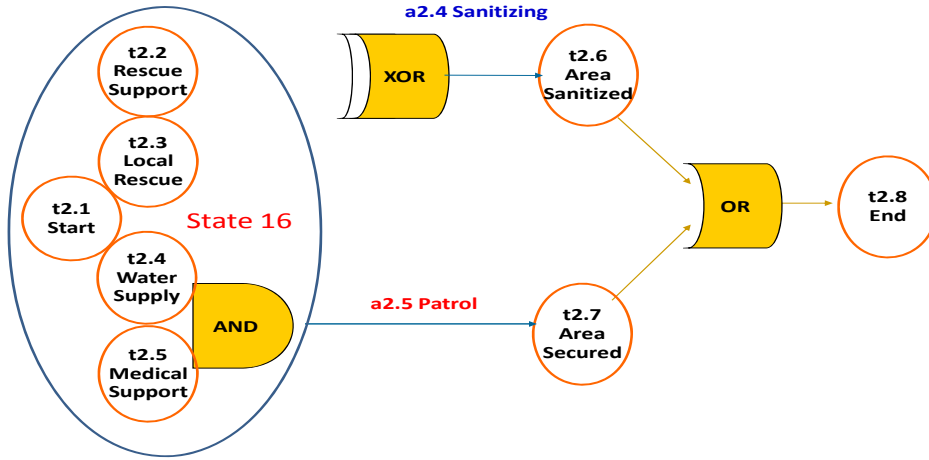 a2.4 Sanitizing
t2.2
Rescue
Support
XOR
t2.6
Area
Sanitized
t2.3
Local
Rescue
t2.1
Start
State 16
OR
t2.8
End
t2.4
Water
Supply
a2.5 Patrol
AND
t2.7
Area
Secured
t2.5
Medical
Support